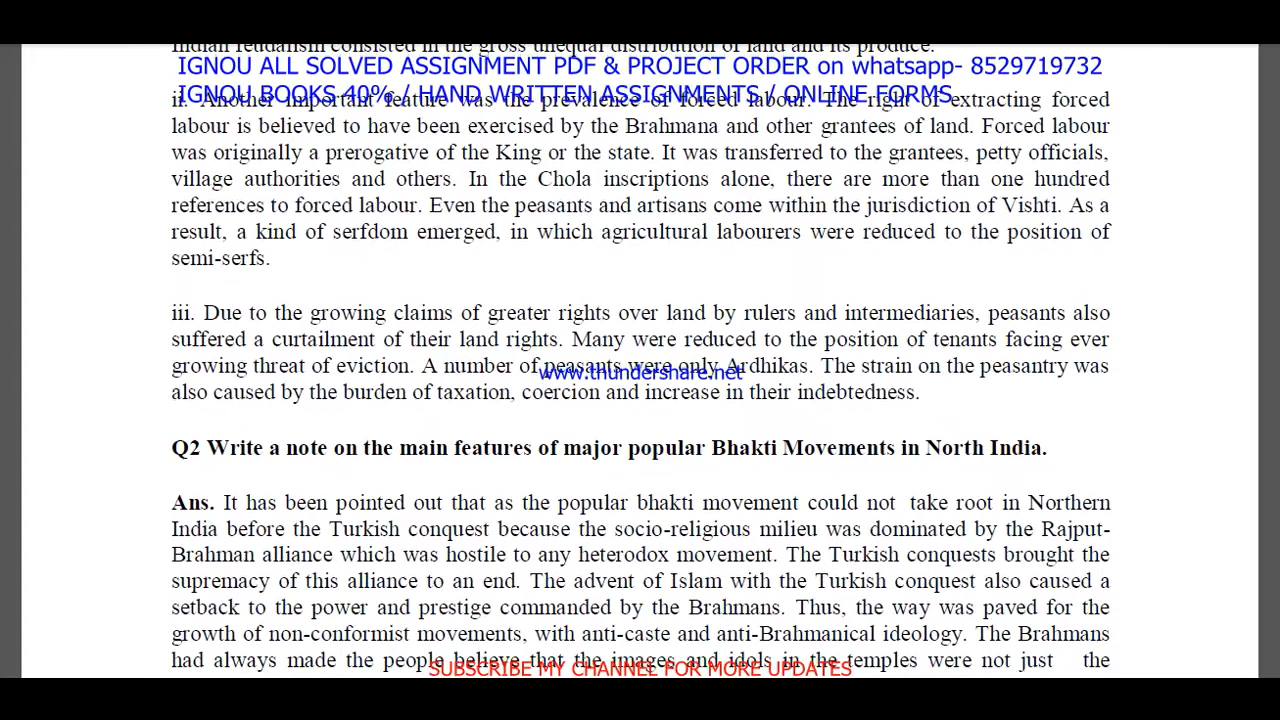 Indian feudalism consisted in the gross unequal distribution of land and its produce.
IGNOU ALL SOLVED ASSIGNMENT PDF & PROJECT ORDER on whatsapp- 8529719732
IGNOU BOOKS 40% / HAND WRITTEN ASSIGNMENTS / ONLINE FORMS
ii. Another important feature was the prevalence of forced labour. The right of extracting forced
labour is believed to have been exercised by the Brahmana and other grantees of land. Forced labour
was originally a prerogative of the King or the state. It was transferred to the grantees, petty officials,
village authorities and others. In the Chola inscriptions alone, there are more than one hundred
references to forced labour. Even the peasants and artisans come within the jurisdiction of Vishti. As a
result, a kind of serfdom emerged, in which agricultural labourers were reduced to the position of
semi-serfs.
iii. Due to the growing claims of greater rights over land by rulers and intermediaries, peasants also
suffered a curtailment of their land rights. Many were reduced to the position of tenants facing ever
growing threat of eviction. A number of peasants were only Ardhikas. The strain on the peasantry was
www.thundershare.net
also caused by the burden of taxation, coercion and increase in their indebtedness.
Q2 Write a note on the main features of major popular Bhakti Movements in North India.
Ans. It has been pointed out that as the popular bhakti movement could not take root in Northern
India before the Turkish conquest because the socio-religious milieu was dominated by the Rajput-
Brahman alliance which was hostile to any heterodox movement. The Turkish conquests brought the
supremacy of this alliance to an end. The advent of Islam with the Turkish conquest also caused a
setback to the power and prestige commanded by the Brahmans. Thus, the way was paved for the
growth of non-conformist movements, with anti-caste and anti-Brahmanical ideology. The Brahmans
had always made the people believe that the images and idols in the temples were not just the
SUBSCRIBE MY CHANNEL FOR MORE UPDATES